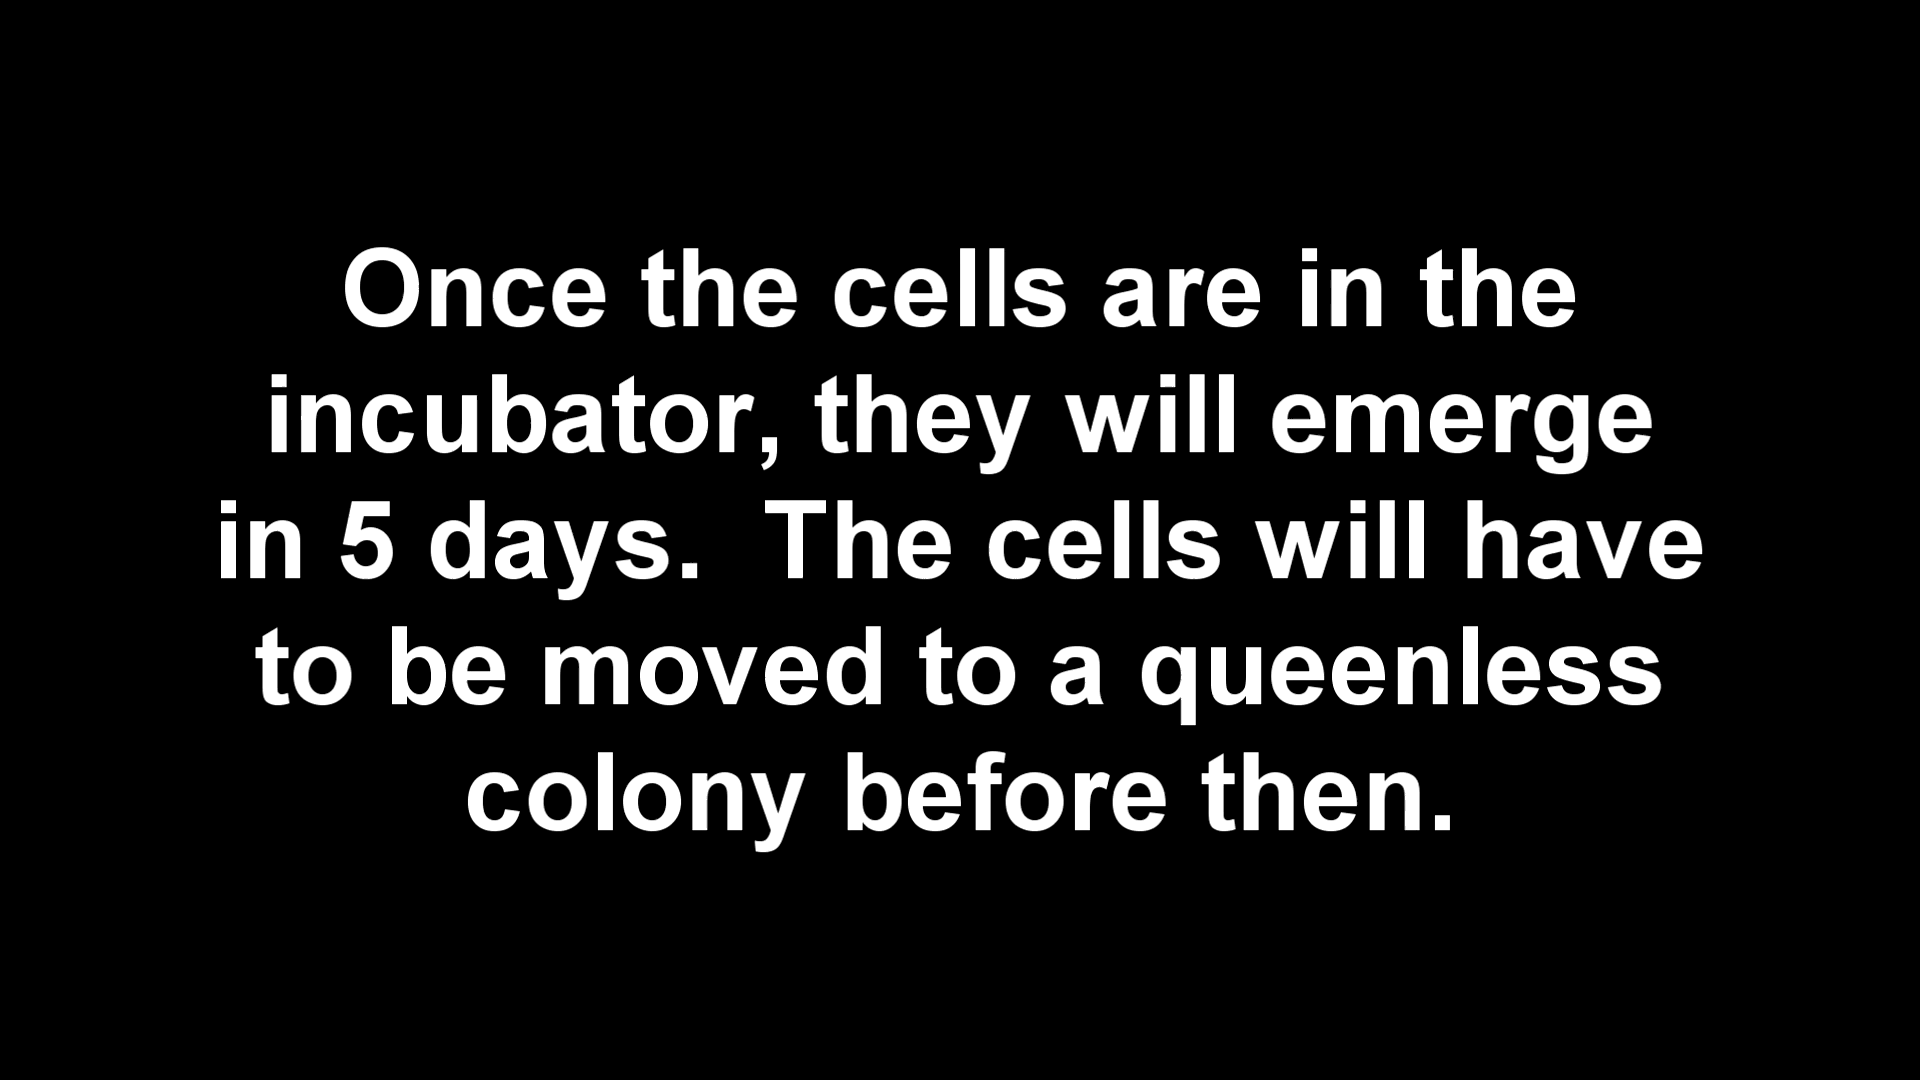 Once the cells are in the
incubator, they will emerge
in 5 days.  The cells will have
to be moved to a queenless
colony before then.